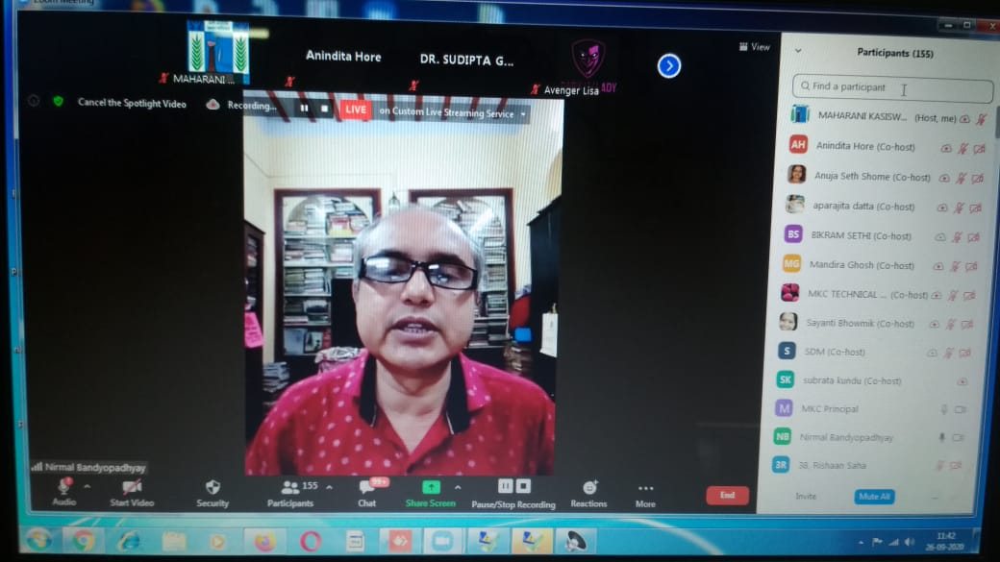 Zoom Meeting
MAHARANI ...
Anindita Hore
DR. SUDIPTA G...
Avenger Lisa
View
Cancel the Spotlight Video
Recording...
LIVE
on Custom Live Streaming Service
Nirmal Bandyopadhyay
Participants (155)
Find a participant
MAHARANI KASISW... (Host, me)
AH Anindita Hore (Co-host)
Anuja Seth Shome (Co-host)
aparajita datta (Co-host)
BS BIKRAM SETHI (Co-host)
MG Mandira Ghosh (Co-host)
MKC TECHNICAL ... (Co-host)
Sayanti Bhowmik (Co-host)
S SDM (Co-host)
SK subrata kundu (Co-host)
M MKC Principal
NB Nirmal Bandyopadhyay
3R 38. Rishaan Saha
Invite
Mute All
...
Audio
Start Video
Security
155
Participants
99+
Chat
Share Screen
Pause/Stop Recording
Reactions
More
End
11:42
26-09-2020